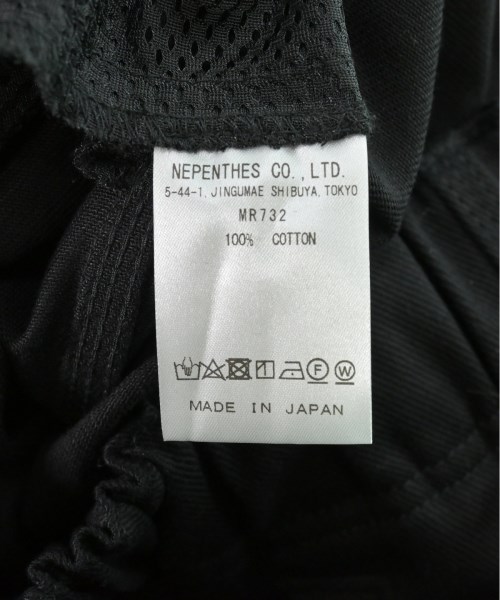 NEPENTHES CO.,LTD.
5-44-1, JINGUMAE SHIBUYA, TOKYO
MR732
100% COTTON
F W
MADE IN JAPAN